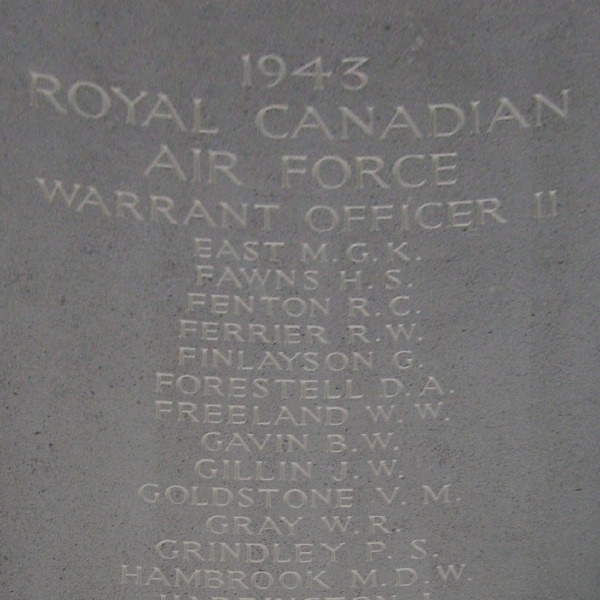 1943
ROYAL CANADIAN
AIR FORCE
WARRANT OFFICER II
EAST M.G.K.
FAWNS H.S.
FENTON R.C.
FERRIER R.W.
FINLAYSON G.
FORESTELL D.A.
FREELAND W.W.
GAVIN B.W.
GILLIN J.W.
GOLDSTONE V.M.
GRAY W.R.
GRINDLEY P.S.
HAMBROOK M.D.W.